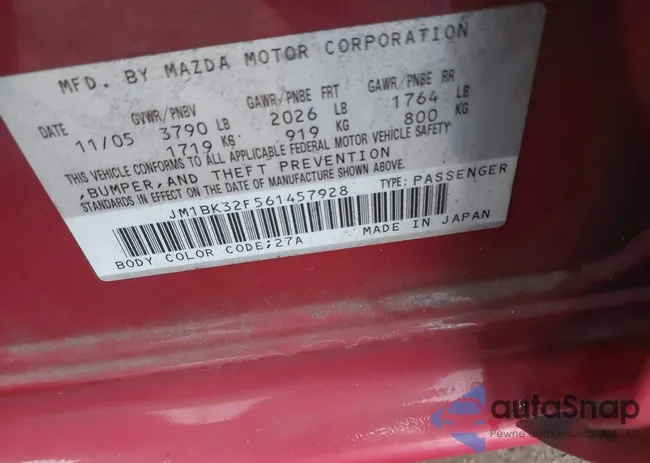 MFD. BY MAZDA MOTOR CORPORATION
DATE GVWR/PNBV GAWR/PNBE FRT GAWR/PNBE RR
11/05 3790 LB 2026 LB 1764 LB
1719 KG 919 KG 800 KG
THIS VEHICLE CONFORMS TO ALL APPLICABLE FEDERAL MOTOR VEHICLE SAFETY
,BUMPER,AND THEFT PREVENTION
STANDARDS IN EFFECT ON THE DATE OF MANUFACTURE SHOWN ABOVE.
JM1BK32F561457928 TYPE: PASSENGER
BODY COLOR CODE;27A MADE IN JAPAN
autaSnap
Pewne auta